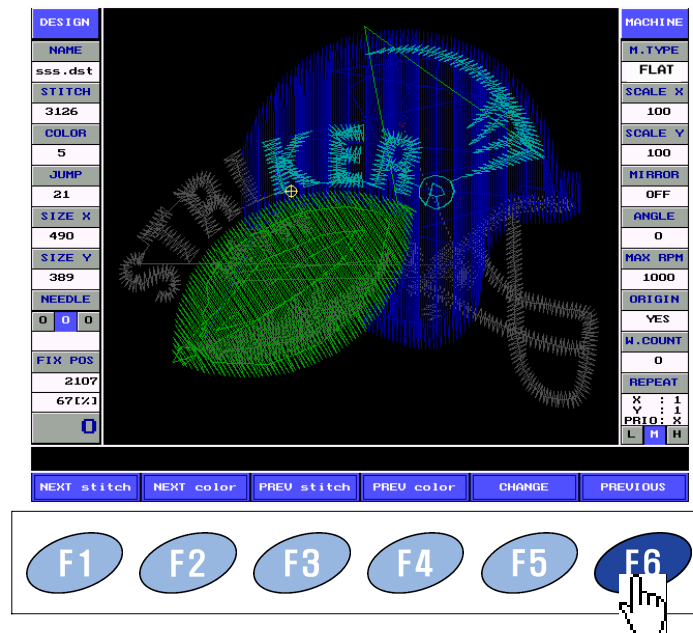 DESIGN
NAME
sss.dst
STITCH
3126
COLOR
5
JUMP
21
SIZE X
490
SIZE Y
389
NEEDLE
0 0 0
FIX POS
2107
67[%]
0
STRIKER
MACHINE
M.TYPE
FLAT
SCALE X
100
SCALE Y
100
MIRROR
OFF
ANGLE
0
MAX RPM
1000
ORIGIN
YES
W.COUNT
0
REPEAT
X : 1
Y : 1
PRIO: X
L M H
NEXT stitch NEXT color PREV stitch PREV color CHANGE PREVIOUS
F1 F2 F3 F4 F5 F6